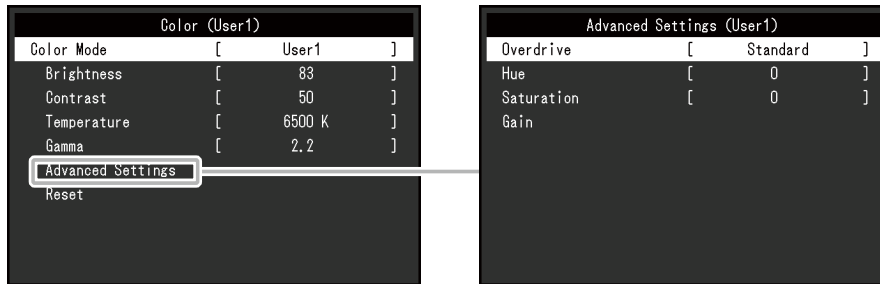 Color (User1)
Color Mode [ User1 ]
Brightness [ 83 ]
Contrast [ 50 ]
Temperature [ 6500 K ]
Gamma [ 2.2 ]
Advanced Settings
Reset
Advanced Settings (User1)
Overdrive [ Standard ]
Hue [ 0 ]
Saturation [ 0 ]
Gain